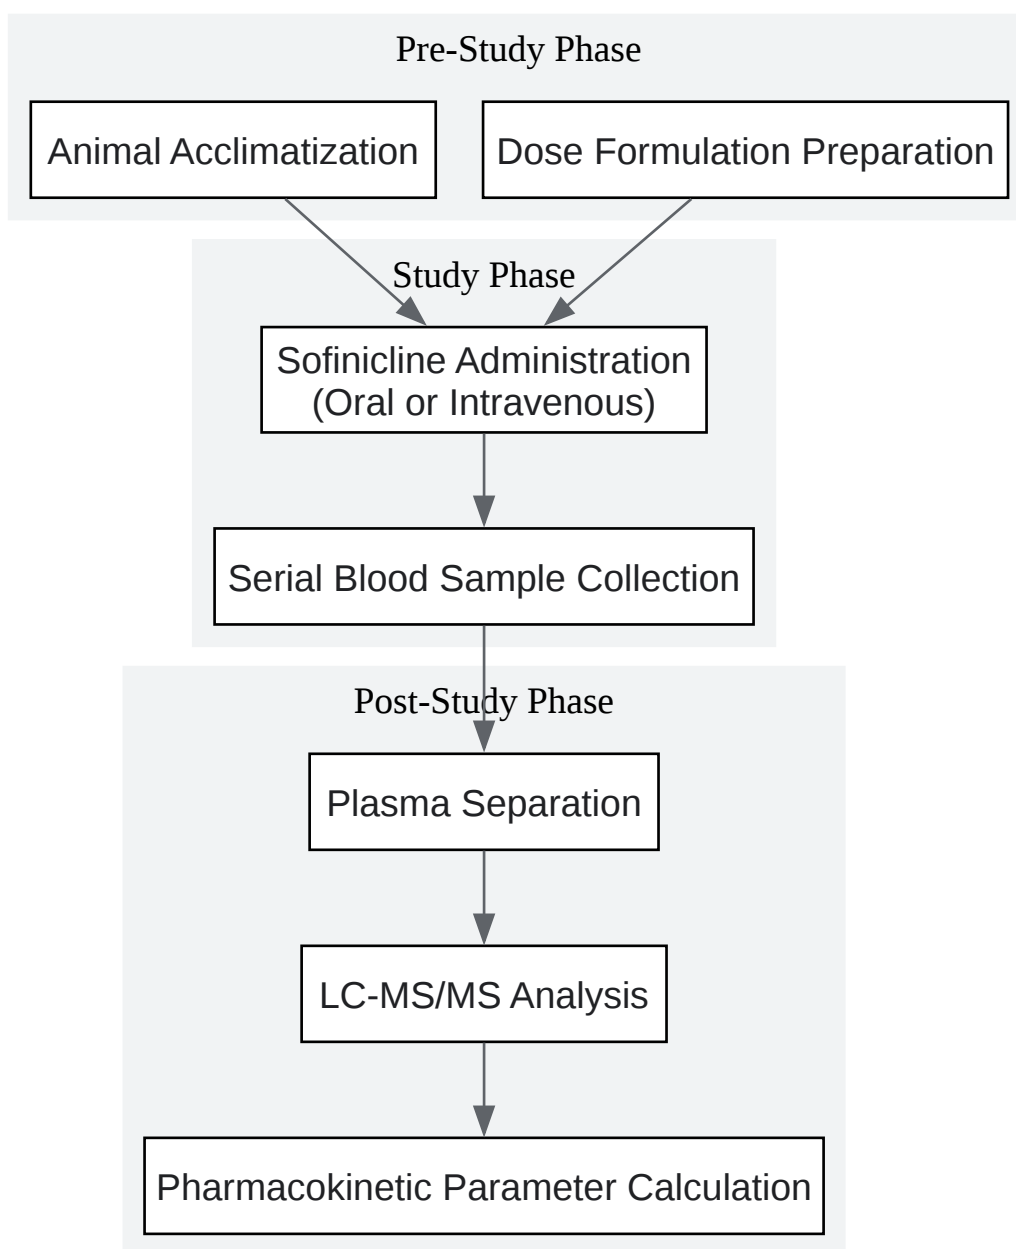 Pre-Study Phase
Animal Acclimatization
Dose Formulation Preparation
Study Phase
Sofinicline Administration
(Oral or Intravenous)
Serial Blood Sample Collection
Post-Study Phase
Plasma Separation
LC-MS/MS Analysis
Pharmacokinetic Parameter Calculation